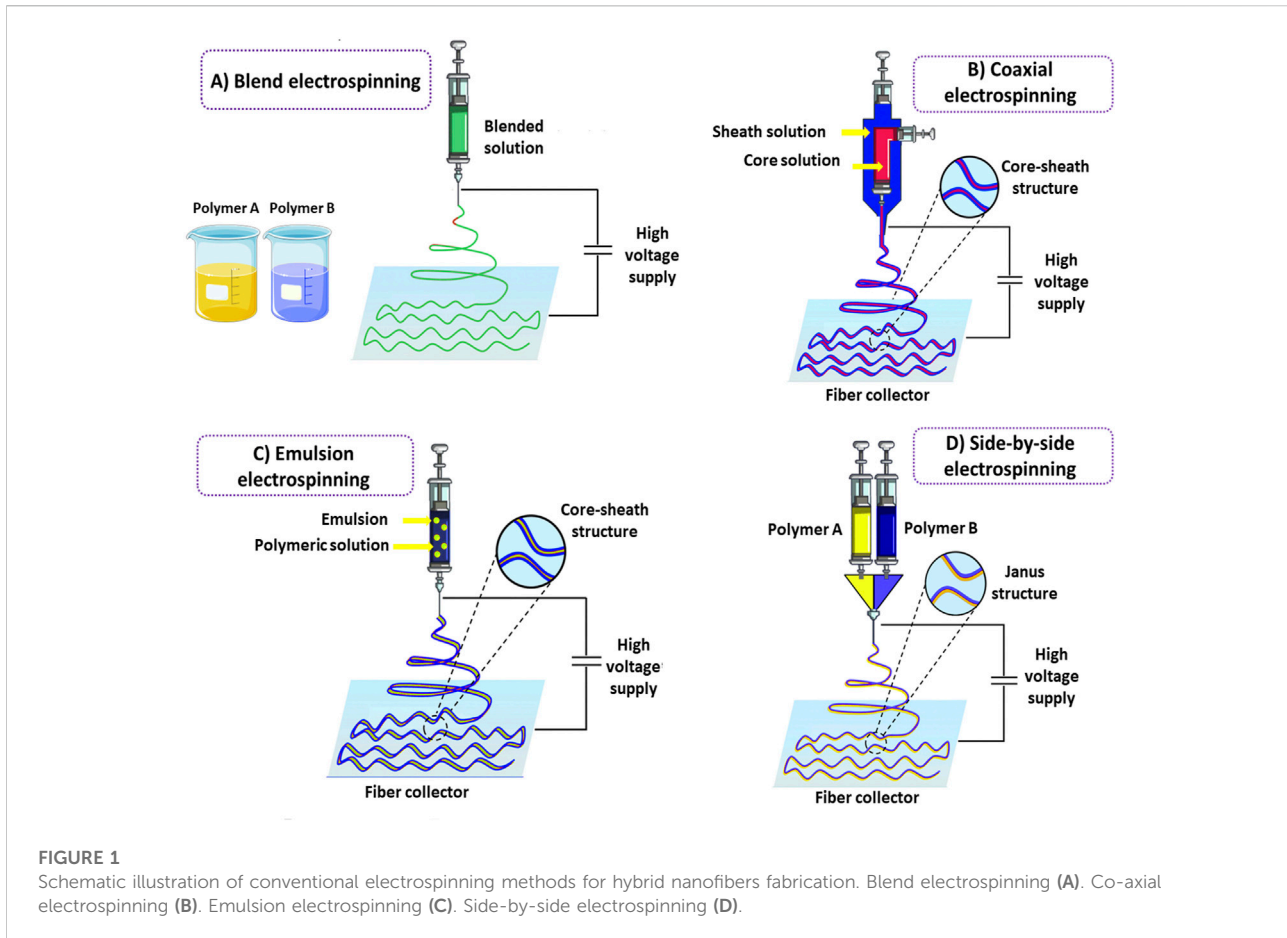 A) Blend electrospinning
Blended
solution
Polymer A
Polymer B
High
voltage
supply
B) Coaxial
electrospinning
Sheath solution
Core solution
Core-sheath
structure
High
voltage
supply
Fiber collector
C) Emulsion
electrospinning
Emulsion
Polymeric solution
Core-sheath
structure
High
voltage
supply
Fiber collector
D) Side-by-side
electrospinning
Polymer A
Polymer B
Janus
structure
High
voltage
supply
Fiber collector
FIGURE 1
Schematic illustration of conventional electrospinning methods for hybrid nanofibers fabrication. Blend electrospinning (A). Co-axial
electrospinning (B). Emulsion electrospinning (C). Side-by-side electrospinning (D).